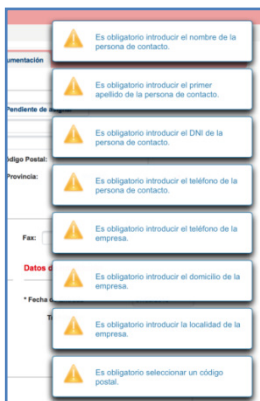 Es obligatorio introducir el nombre de la
persona de contacto.
umentación
Es obligatorio introducir el primer
apellido de la persona de contacto.
Pendiente de
Es obligatorio introducir el DNI de la
persona de contacto.
ódigo Postal:
Provincia:
Es obligatorio introducir el teléfono de la
persona de contacto.
Es obligatorio introducir el teléfono de la
empresa.
Fax:
Datos d
Es obligatorio introducir el domicilio de la
empresa.
* Fecha
Es obligatorio introducir la localidad de la
empresa.
Es obligatorio seleccionar un código
postal.